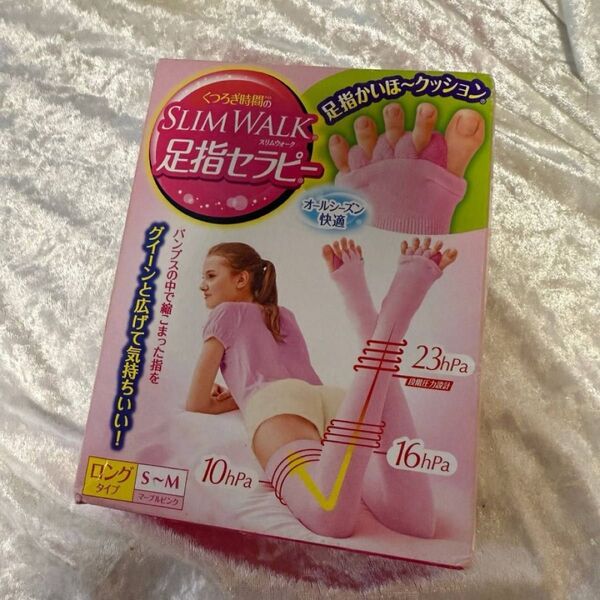 くつろぎ時間の
SLIMWALK
スリムウォーク
足指セラピー
足指かいほ〜クッション
オールシーズン
快適
パンプスの中で縮こまった指を
グイーンと広げて気持ちいい!
23hPa
段階圧力設計
16hPa
10hPa
ロング
タイプ
S〜M
マーブルピンク